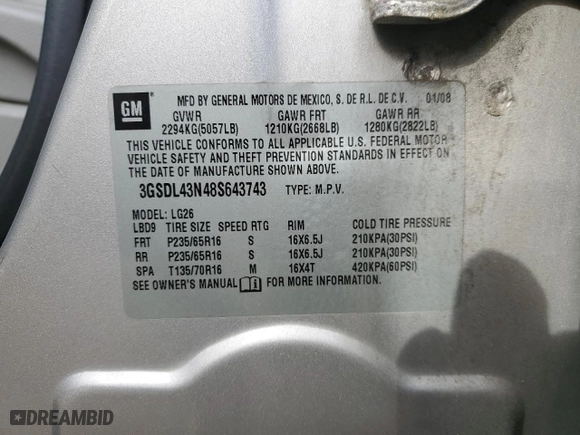 GM
MFD BY GENERAL MOTORS DE MEXICO, S. DE R.L. DE C.V. 01/08
GVWR GAWR FRT GAWR RR
2294KG(5057LB) 1210KG(2668LB) 1280KG(2822LB)
THIS VEHICLE CONFORMS TO ALL APPLICABLE U.S. FEDERAL MOTOR
VEHICLE SAFETY AND THEFT PREVENTION STANDARDS IN EFFECT ON
THE DATE OF MANUFACTURE SHOWN ABOVE.
3GSDL43N48S643743 TYPE: M.P.V.
MODEL: LG26
LBD9 TIRE SIZE SPEED RTG RIM COLD TIRE PRESSURE
FRT P235/65R16 S 16X6.5J 210KPA(30PSI)
RR P235/65R16 S 16X6.5J 210KPA(30PSI)
SPA T135/70R16 M 16X4T 420KPA(60PSI)
SEE OWNER'S MANUAL FOR MORE INFORMATION.
DREAMBID